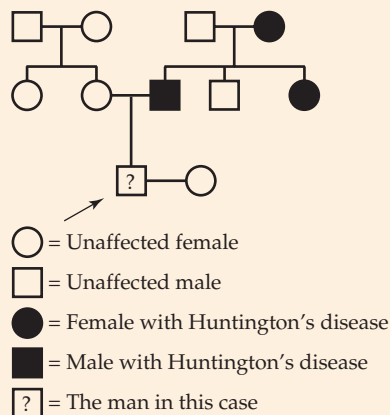 ?
= Unaffected female
= Unaffected male
= Female with Huntington’s disease
= Male with Huntington’s disease
? = The man in this case